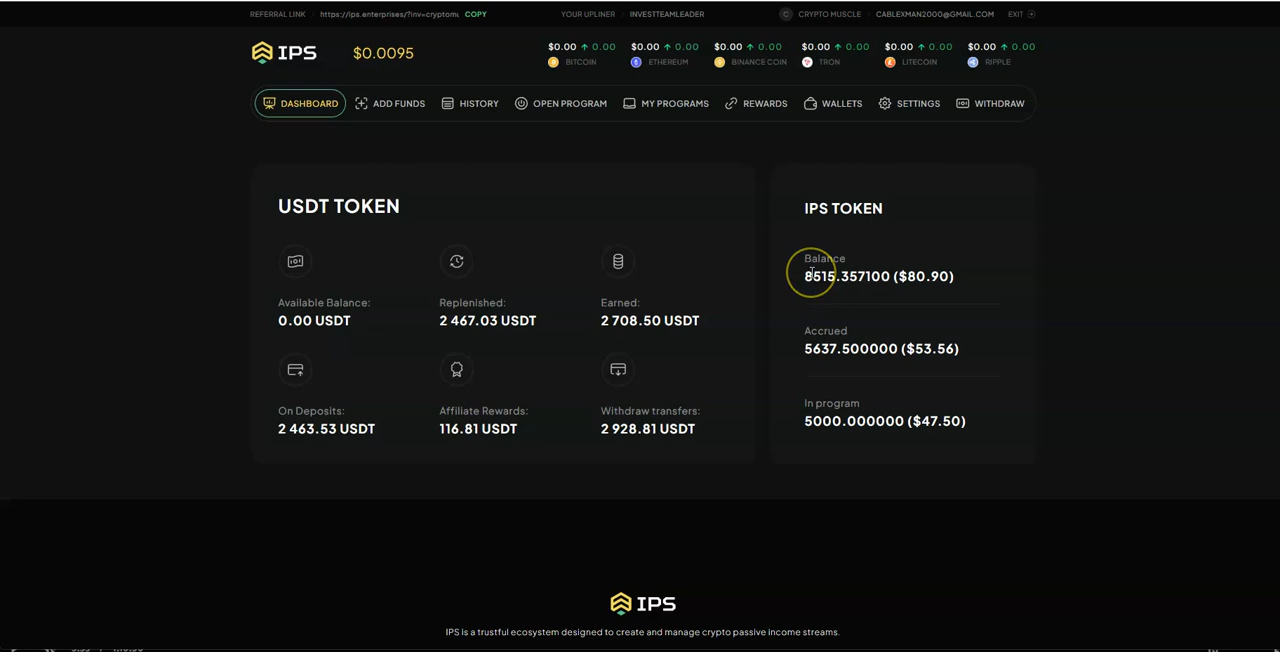 REFERRAL LINK https://ips.enterprises/?inv=cryptomu COPY YOUR UPLINER INVESTTEAMLEADER C CRYPTO MUSCLE CABLEXMAN2000@GMAIL.COM EXIT
IPS $0.0095
$0.00 ↑ 0.00 $0.00 ↑ 0.00 $0.00 ↑ 0.00 $0.00 ↑ 0.00 $0.00 ↑ 0.00 $0.00 ↑ 0.00
BITCOIN ETHEREUM BINANCE COIN TRON LITECOIN RIPPLE
DASHBOARD ADD FUNDS HISTORY OPEN PROGRAM MY PROGRAMS REWARDS WALLETS SETTINGS WITHDRAW
USDT TOKEN
Available Balance: Replenished: Earned:
0.00 USDT 2 467.03 USDT 2 708.50 USDT
On Deposits: Affiliate Rewards: Withdraw transfers:
2 463.53 USDT 116.81 USDT 2 928.81 USDT
IPS TOKEN
Balance
8515.357100 ($80.90)
Accrued
5637.500000 ($53.56)
In program
5000.000000 ($47.50)
IPS
IPS is a trustful ecosystem designed to create and manage crypto passive income streams.